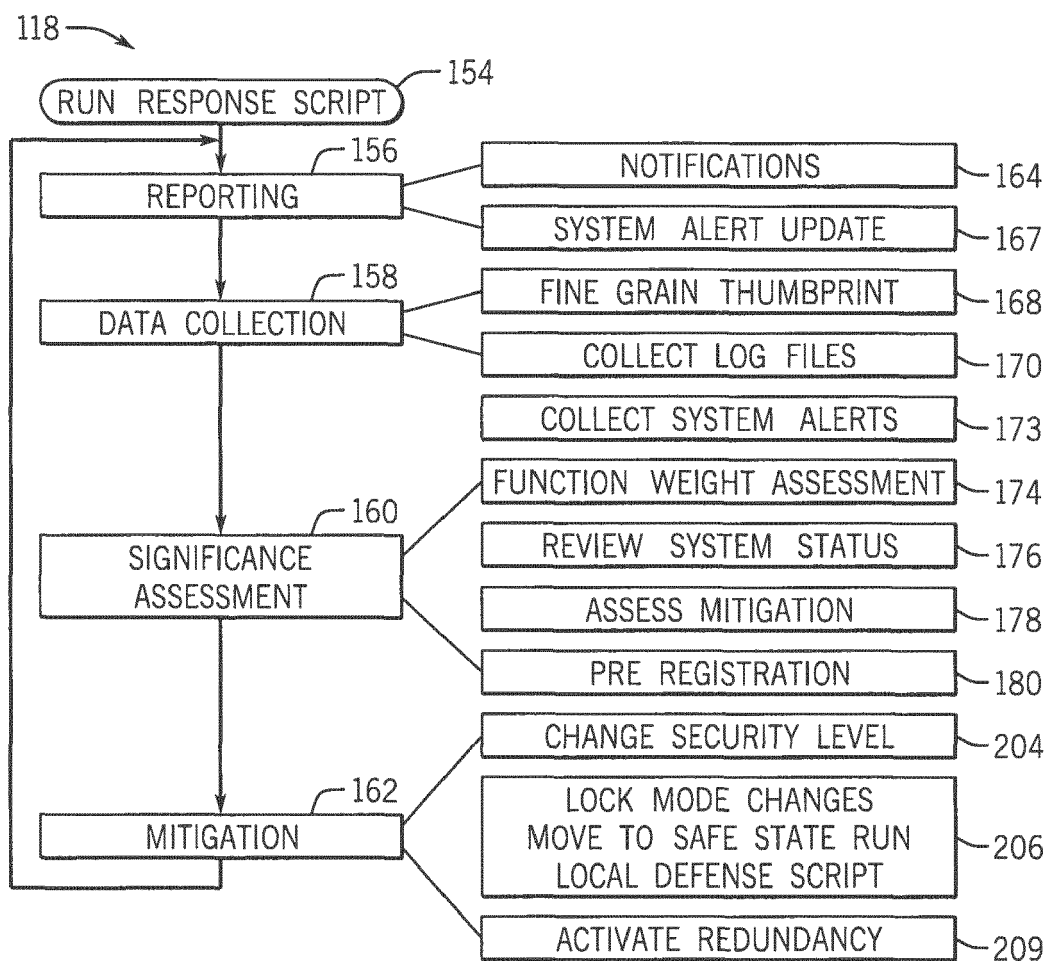 118
154
RUN RESPONSE SCRIPT
156
REPORTING
NOTIFICATIONS
164
SYSTEM ALERT UPDATE
167
158
DATA COLLECTION
FINE GRAIN THUMBPRINT
168
COLLECT LOG FILES
170
COLLECT SYSTEM ALERTS
173
160
SIGNIFICANCE
ASSESSMENT
FUNCTION WEIGHT ASSESSMENT
174
REVIEW SYSTEM STATUS
176
ASSESS MITIGATION
178
PRE REGISTRATION
180
162
MITIGATION
CHANGE SECURITY LEVEL
204
LOCK MODE CHANGES
MOVE TO SAFE STATE RUN
LOCAL DEFENSE SCRIPT
206
ACTIVATE REDUNDANCY
209